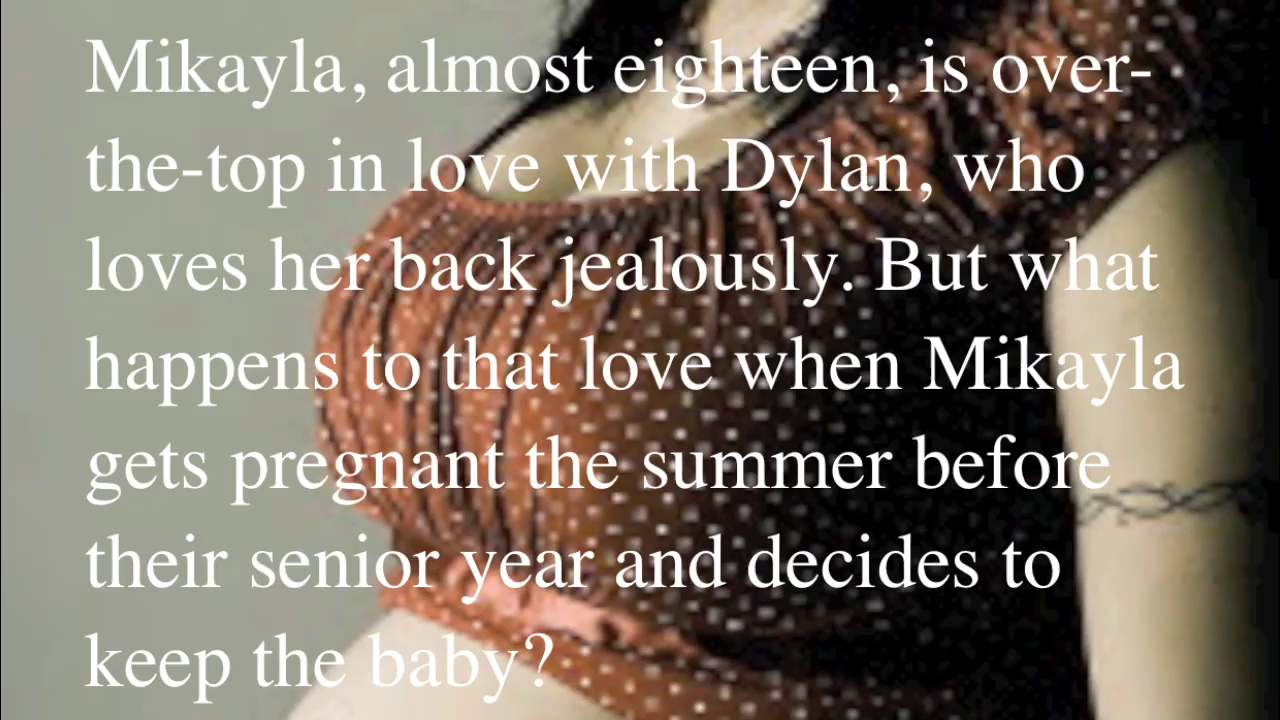 Mikayla, almost eighteen, is over-
the-top in love with Dylan, who
loves her back jealously. But what
happens to that love when Mikayla
gets pregnant the summer before
their senior year and decides to
keep the baby?